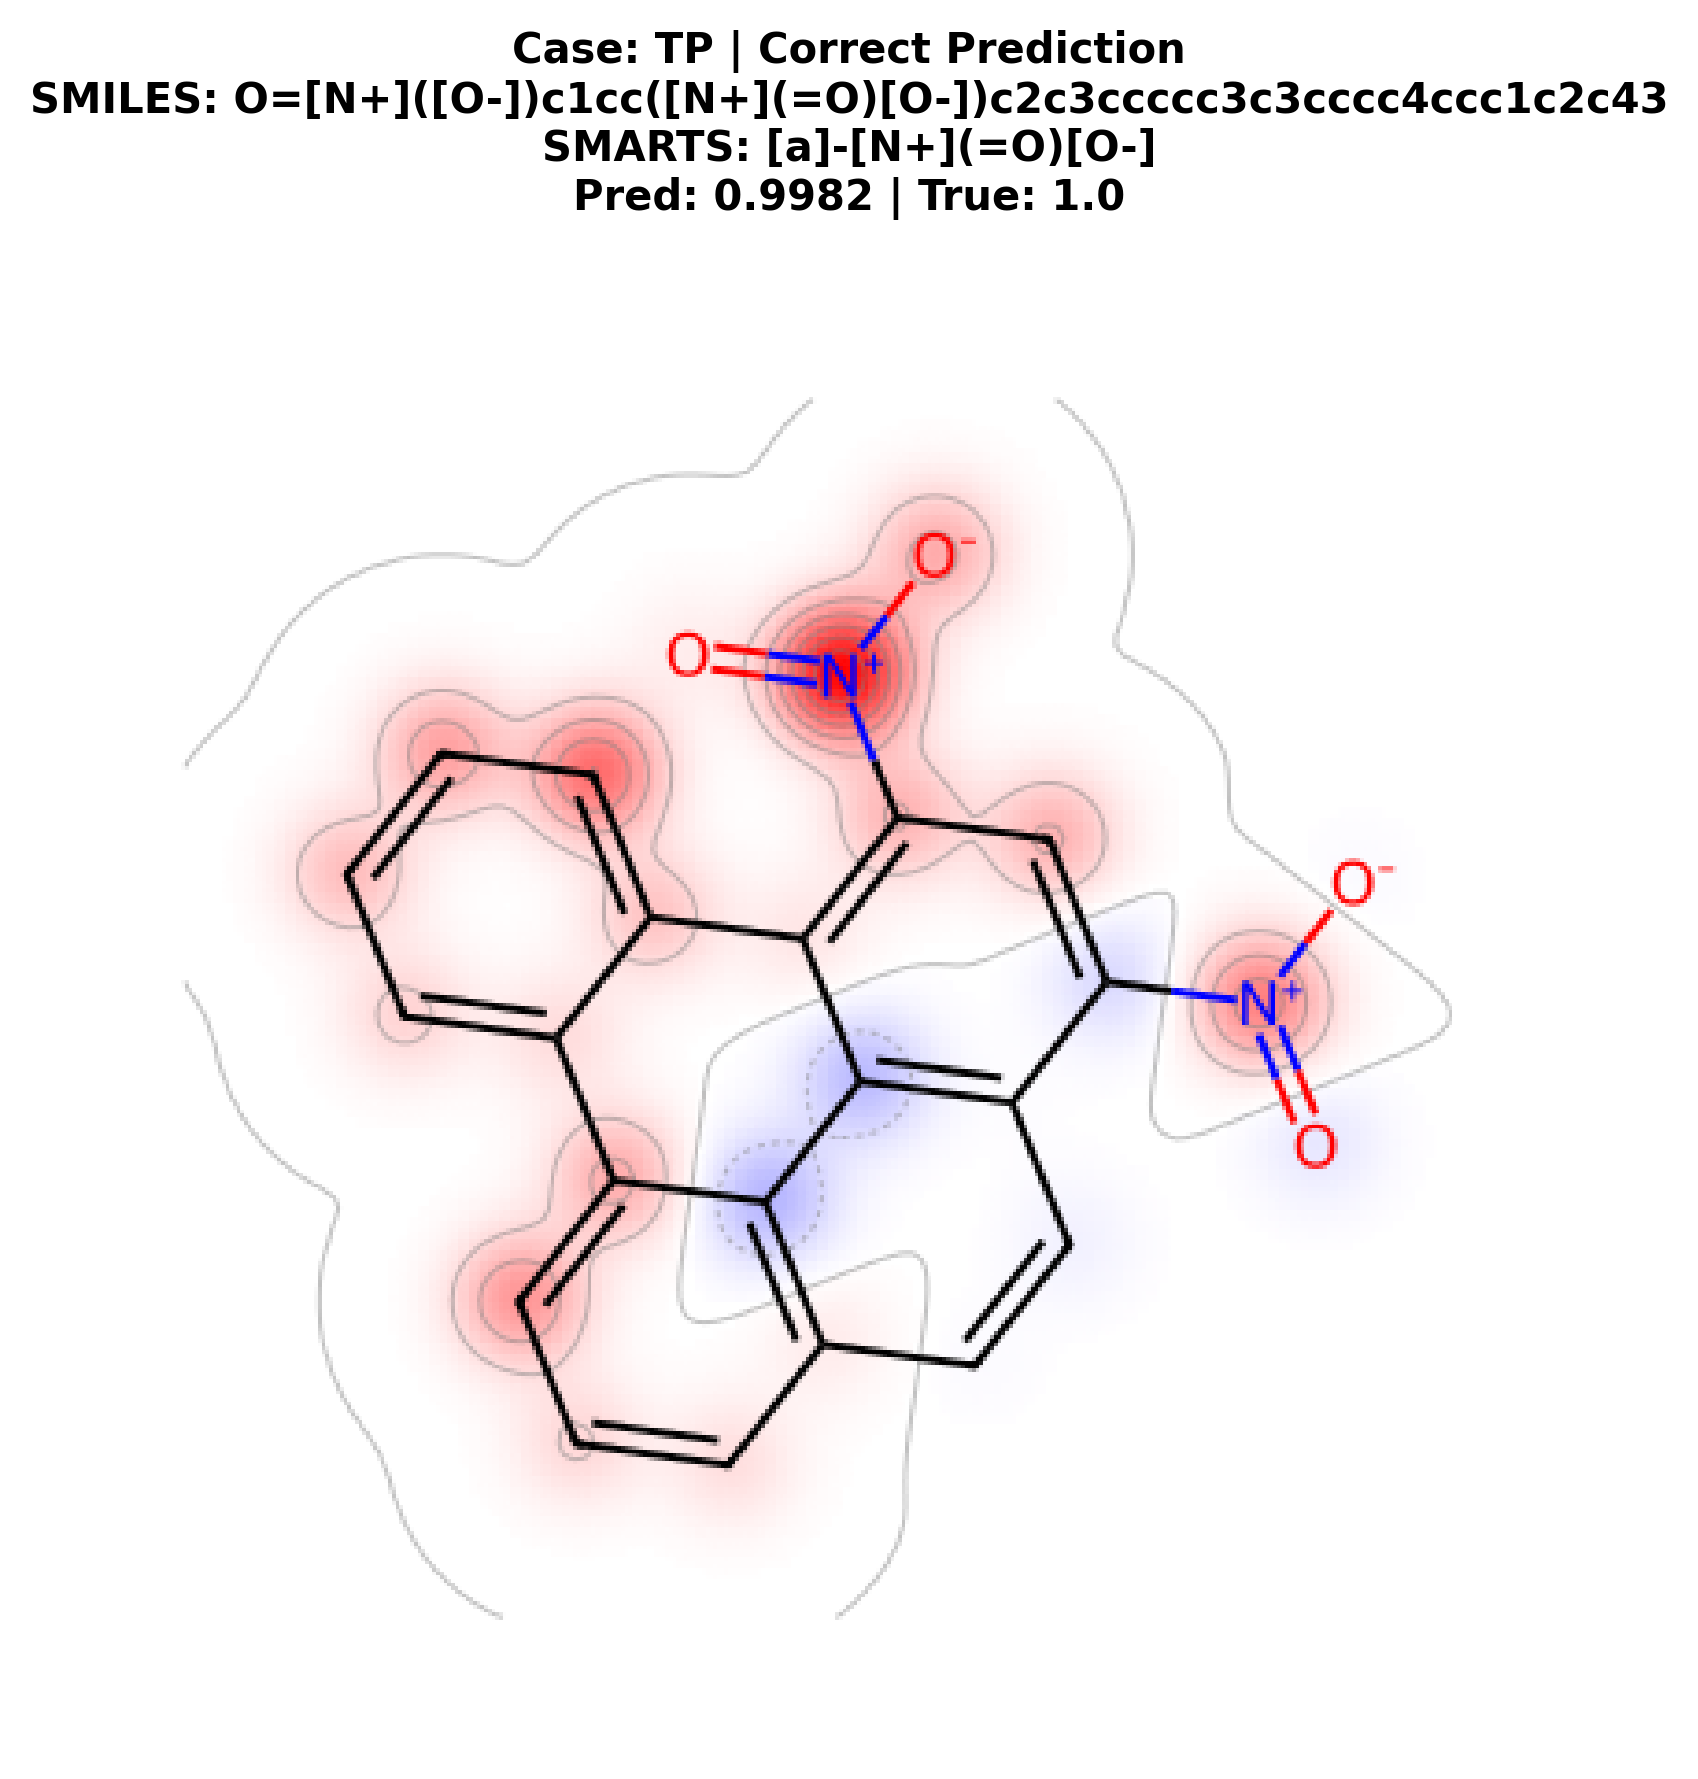 Case: TP | Correct Prediction
SMILES: O=[N+]([O-])c1cc([N+](=O)[O-])c2c3ccccc3c3cccc4ccc1c2c43
SMARTS: [a]-[N+](=O)[O-]
Pred: 0.9982 | True: 1.0
O⁻
O
N⁺
O⁻
N⁺
O